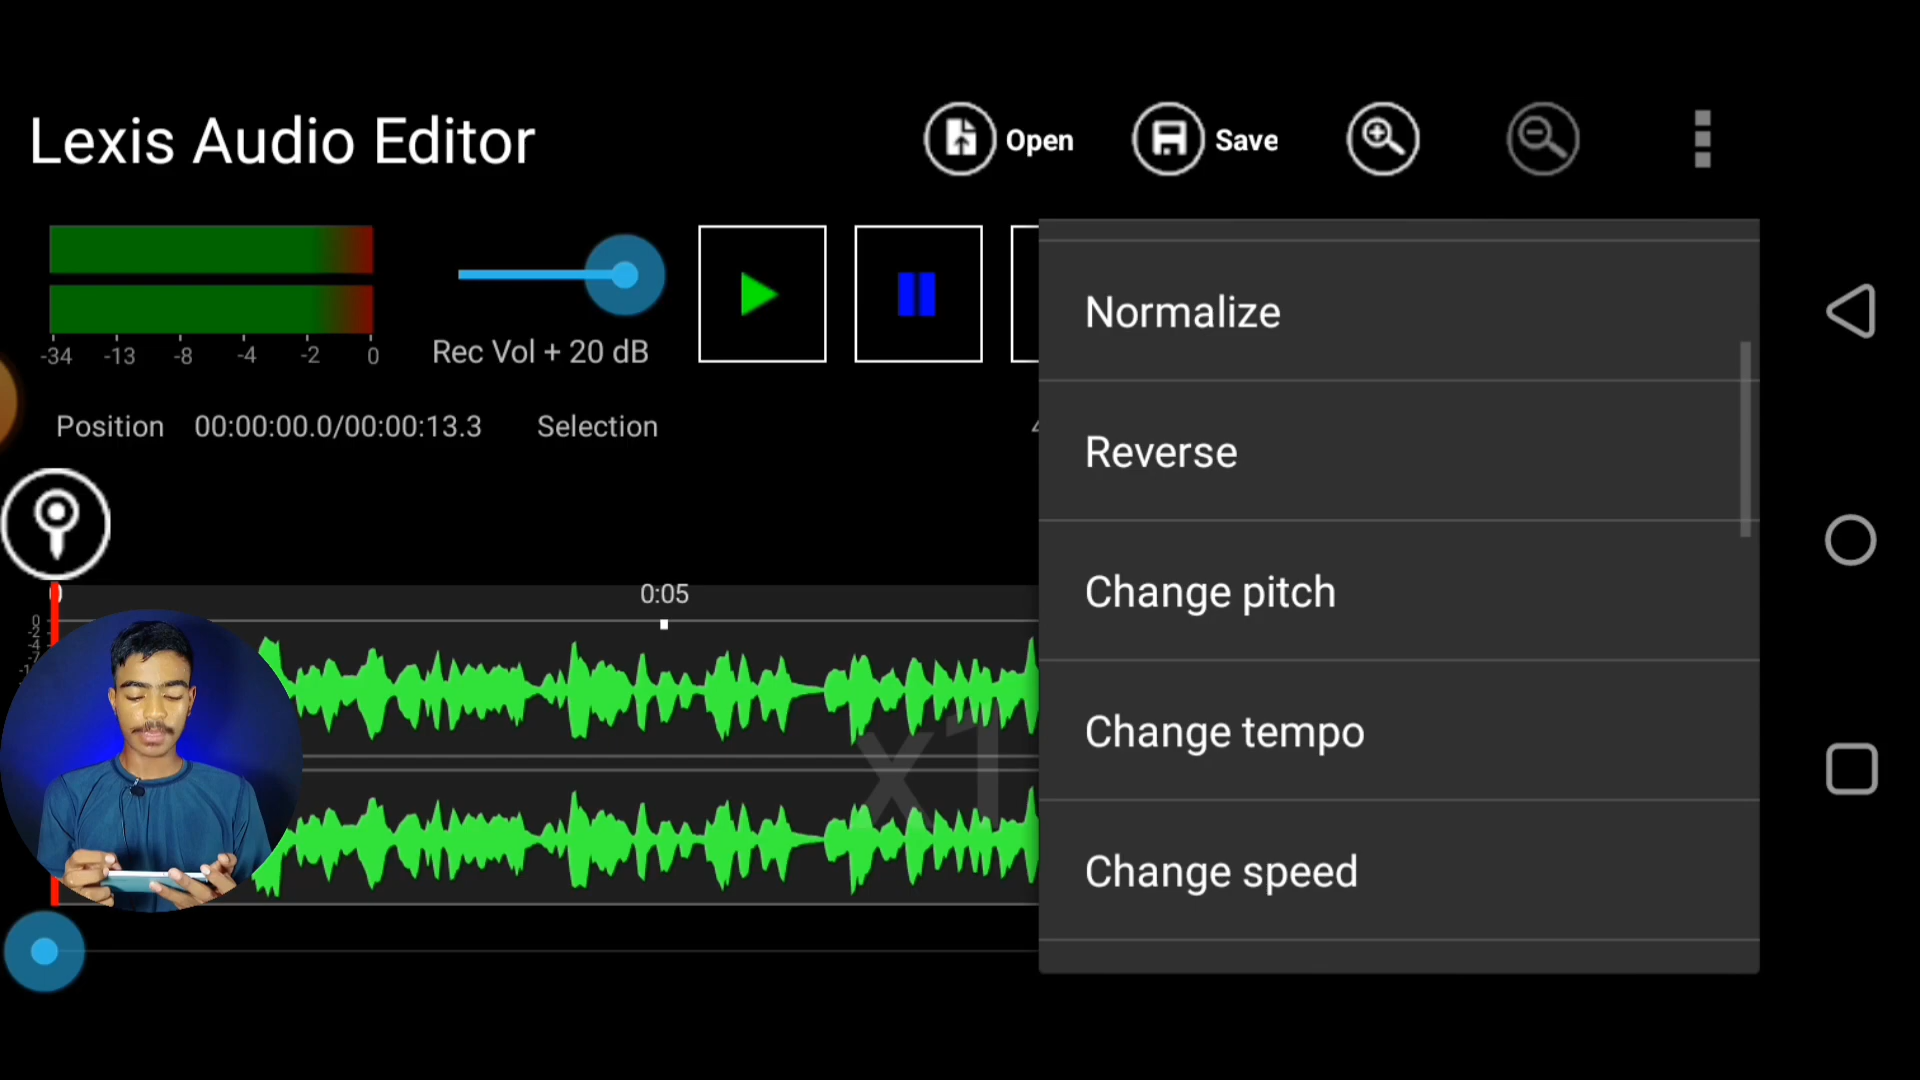 Lexis Audio Editor
Open
Save
-34 -13 -8 -4 -2 0
Rec Vol + 20 dB
Position 00:00:00.0/00:00:13.3 Selection
0:05
x1
Normalize
Reverse
Change pitch
Change tempo
Change speed